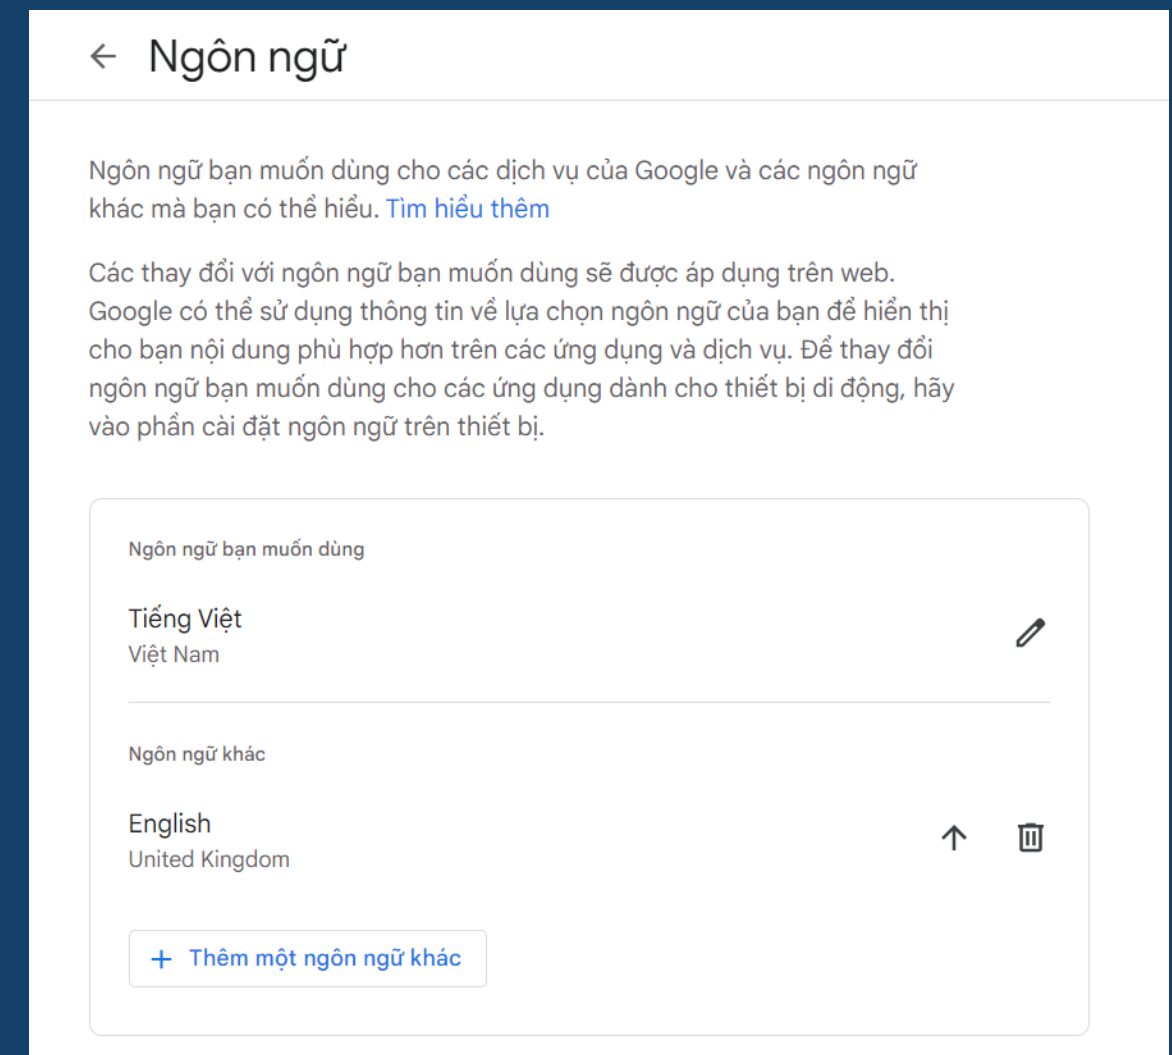 Ngôn ngữ
Ngôn ngữ bạn muốn dùng cho các dịch vụ của Google và các ngôn ngữ
khác mà bạn có thể hiểu. Tìm hiểu thêm
Các thay đổi với ngôn ngữ bạn muốn dùng sẽ được áp dụng trên web.
Google có thể sử dụng thông tin về lựa chọn ngôn ngữ của bạn để hiển thị
cho bạn nội dung phù hợp hơn trên các ứng dụng và dịch vụ. Để thay đổi
ngôn ngữ bạn muốn dùng cho các ứng dụng dành cho thiết bị di động, hãy
vào phần cài đặt ngôn ngữ trên thiết bị.
Ngôn ngữ bạn muốn dùng
Tiếng Việt
Việt Nam
Ngôn ngữ khác
English
United Kingdom
+ Thêm một ngôn ngữ khác